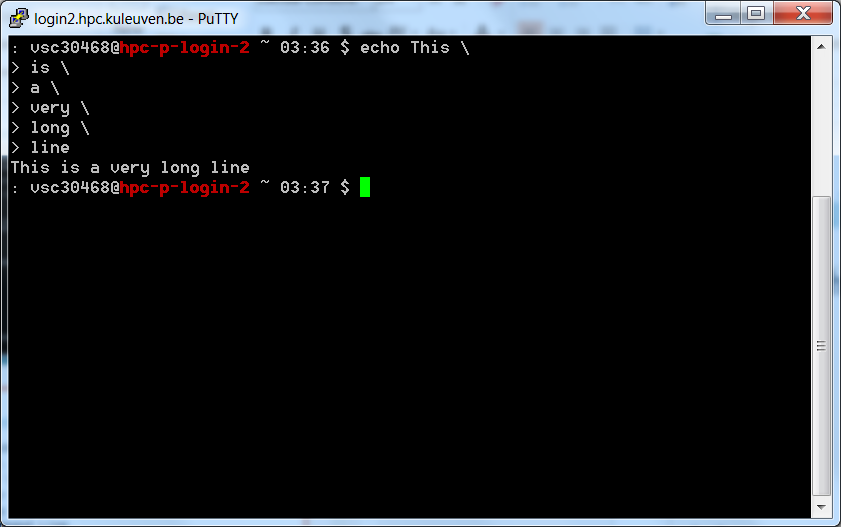 login2.hpc.kuleuven.be - PuTTY
: vsc30468@hpc-p-login-2 ~ 03:36 $ echo This \
> is \
> a \
> very \
> long \
> line
This is a very long line
: vsc30468@hpc-p-login-2 ~ 03:37 $